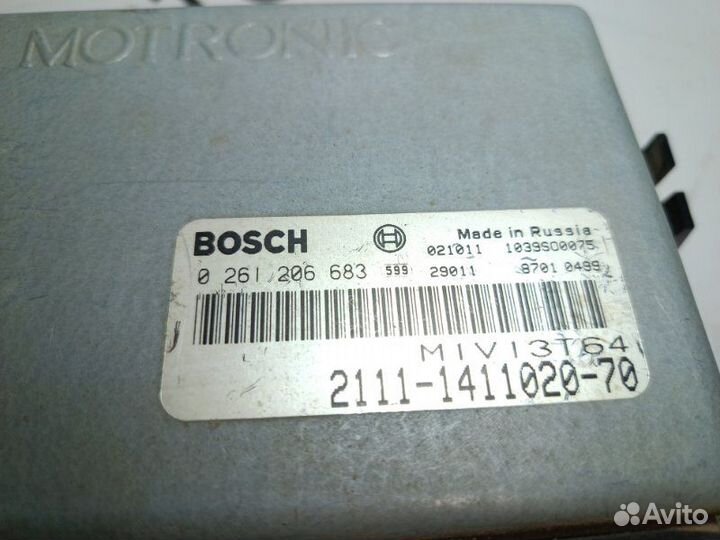 MOTRONIC
BOSCH
Made in Russia
021011 1039S00075
0 261 206 683 599 29011 8701 0499
M1V13T64
2111-1411020-70
Avito